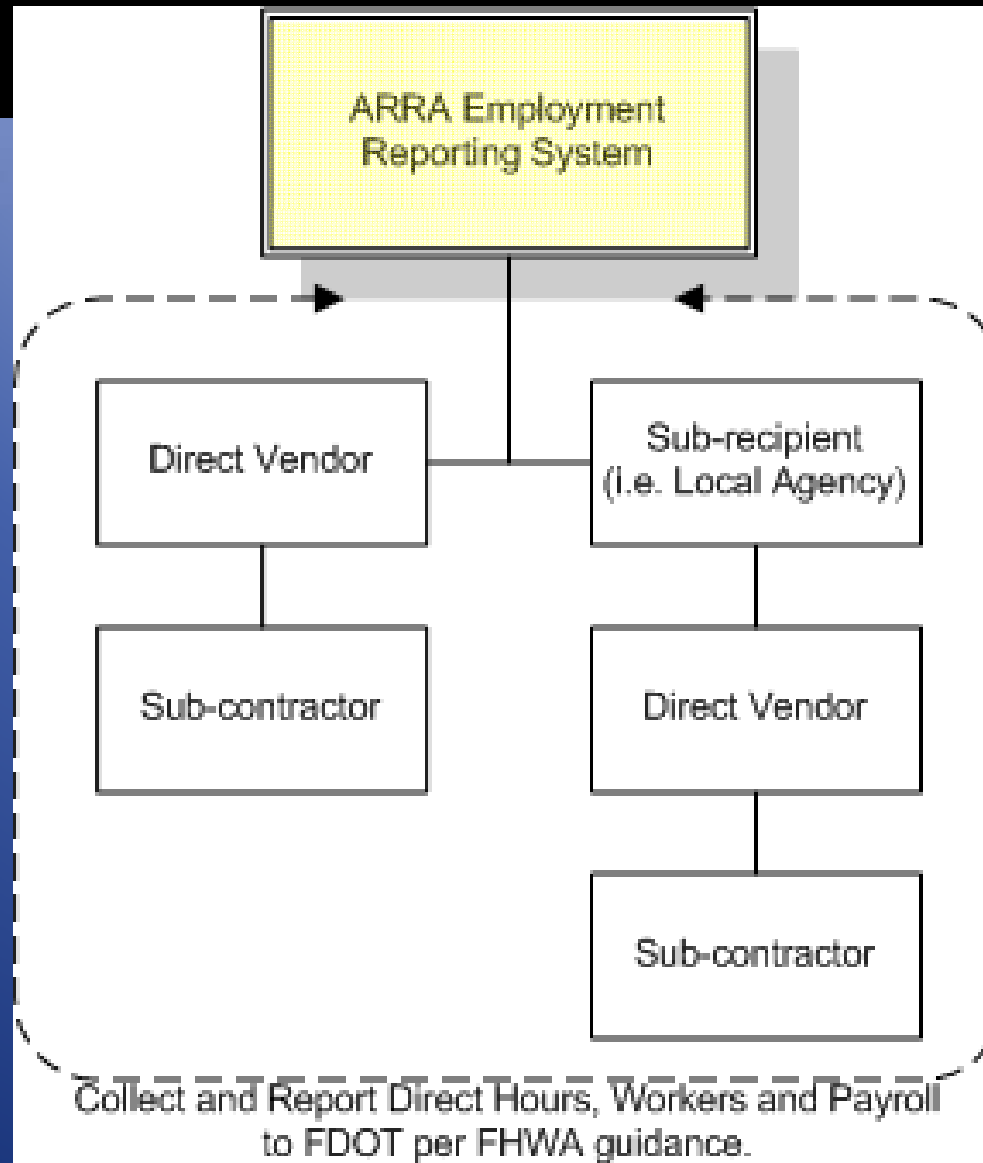 ARRA Employment
Reporting System
Direct Vendor
Sub-recipient
(i.e. Local Agency)
Sub-contractor
Direct Vendor
Sub-contractor
Collect and Report Direct Hours, Workers and Payroll
to FDOT per FHWA guidance.